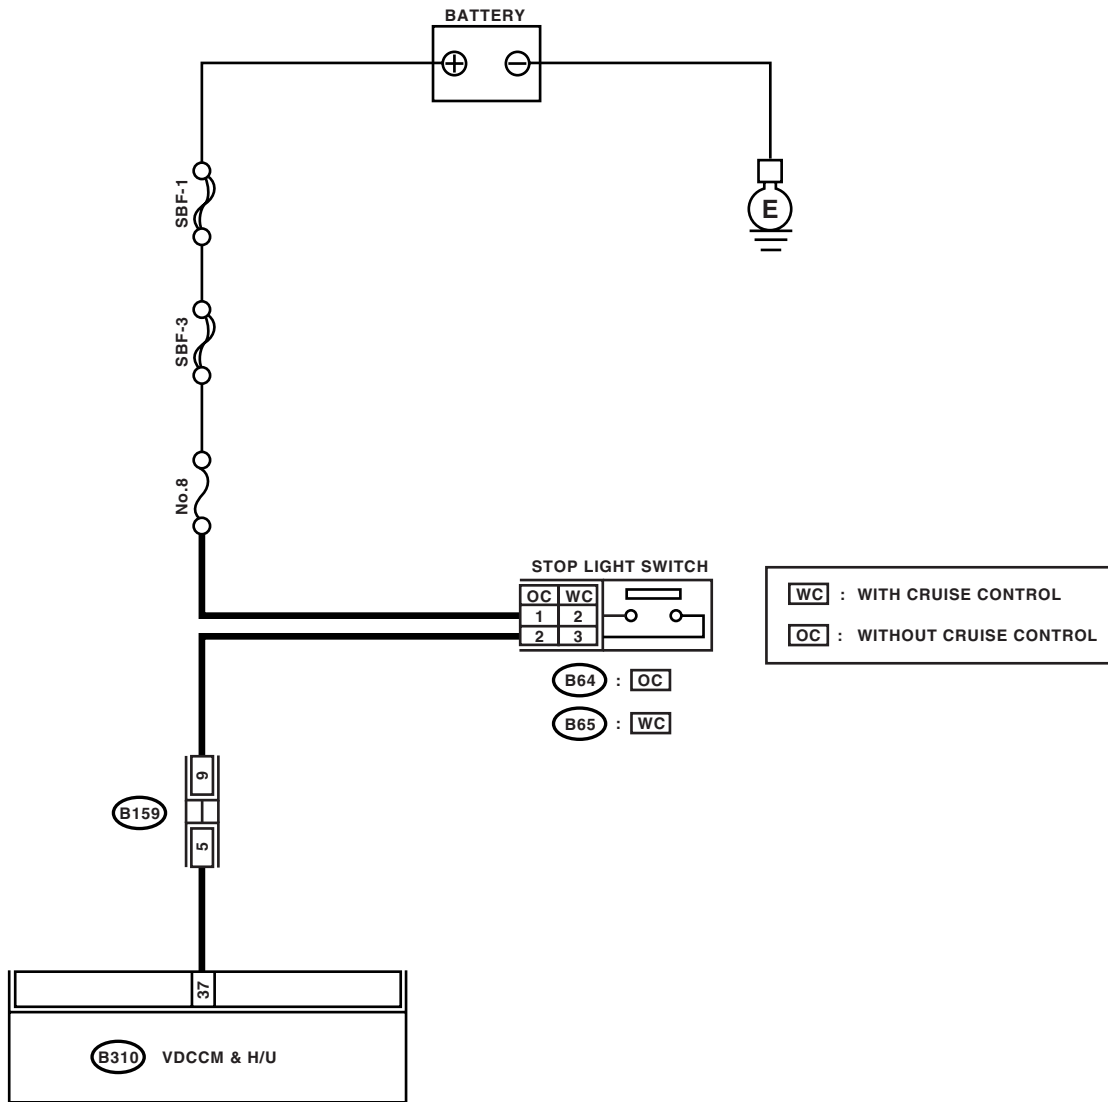 BATTERY
SBF-1
E
SBF-3
No.8
STOP LIGHT SWITCH
OC WC
1 2
2 3
WC : WITH CRUISE CONTROL
OC : WITHOUT CRUISE CONTROL
B64 : OC
B65 : WC
9
B159
5
37
B310 VDCCM & H/U